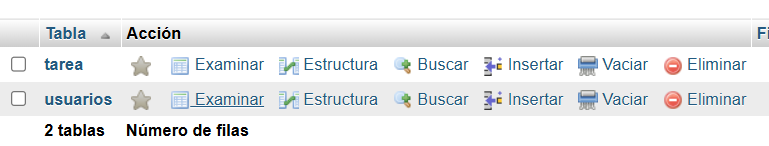 Tabla Acción Fi
tarea Examinar Estructura Buscar Insertar Vaciar Eliminar
usuarios Examinar Estructura Buscar Insertar Vaciar Eliminar
2 tablas Número de filas